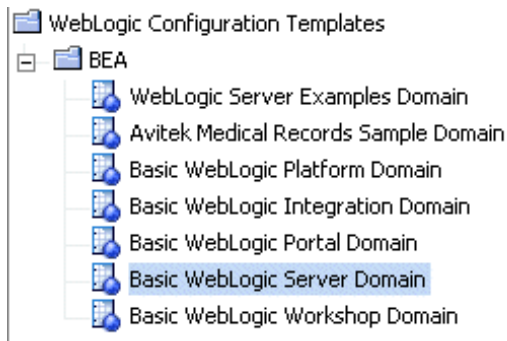 WebLogic Configuration Templates
BEA
WebLogic Server Examples Domain
Avitek Medical Records Sample Domain
Basic WebLogic Platform Domain
Basic WebLogic Integration Domain
Basic WebLogic Portal Domain
Basic WebLogic Server Domain
Basic WebLogic Workshop Domain